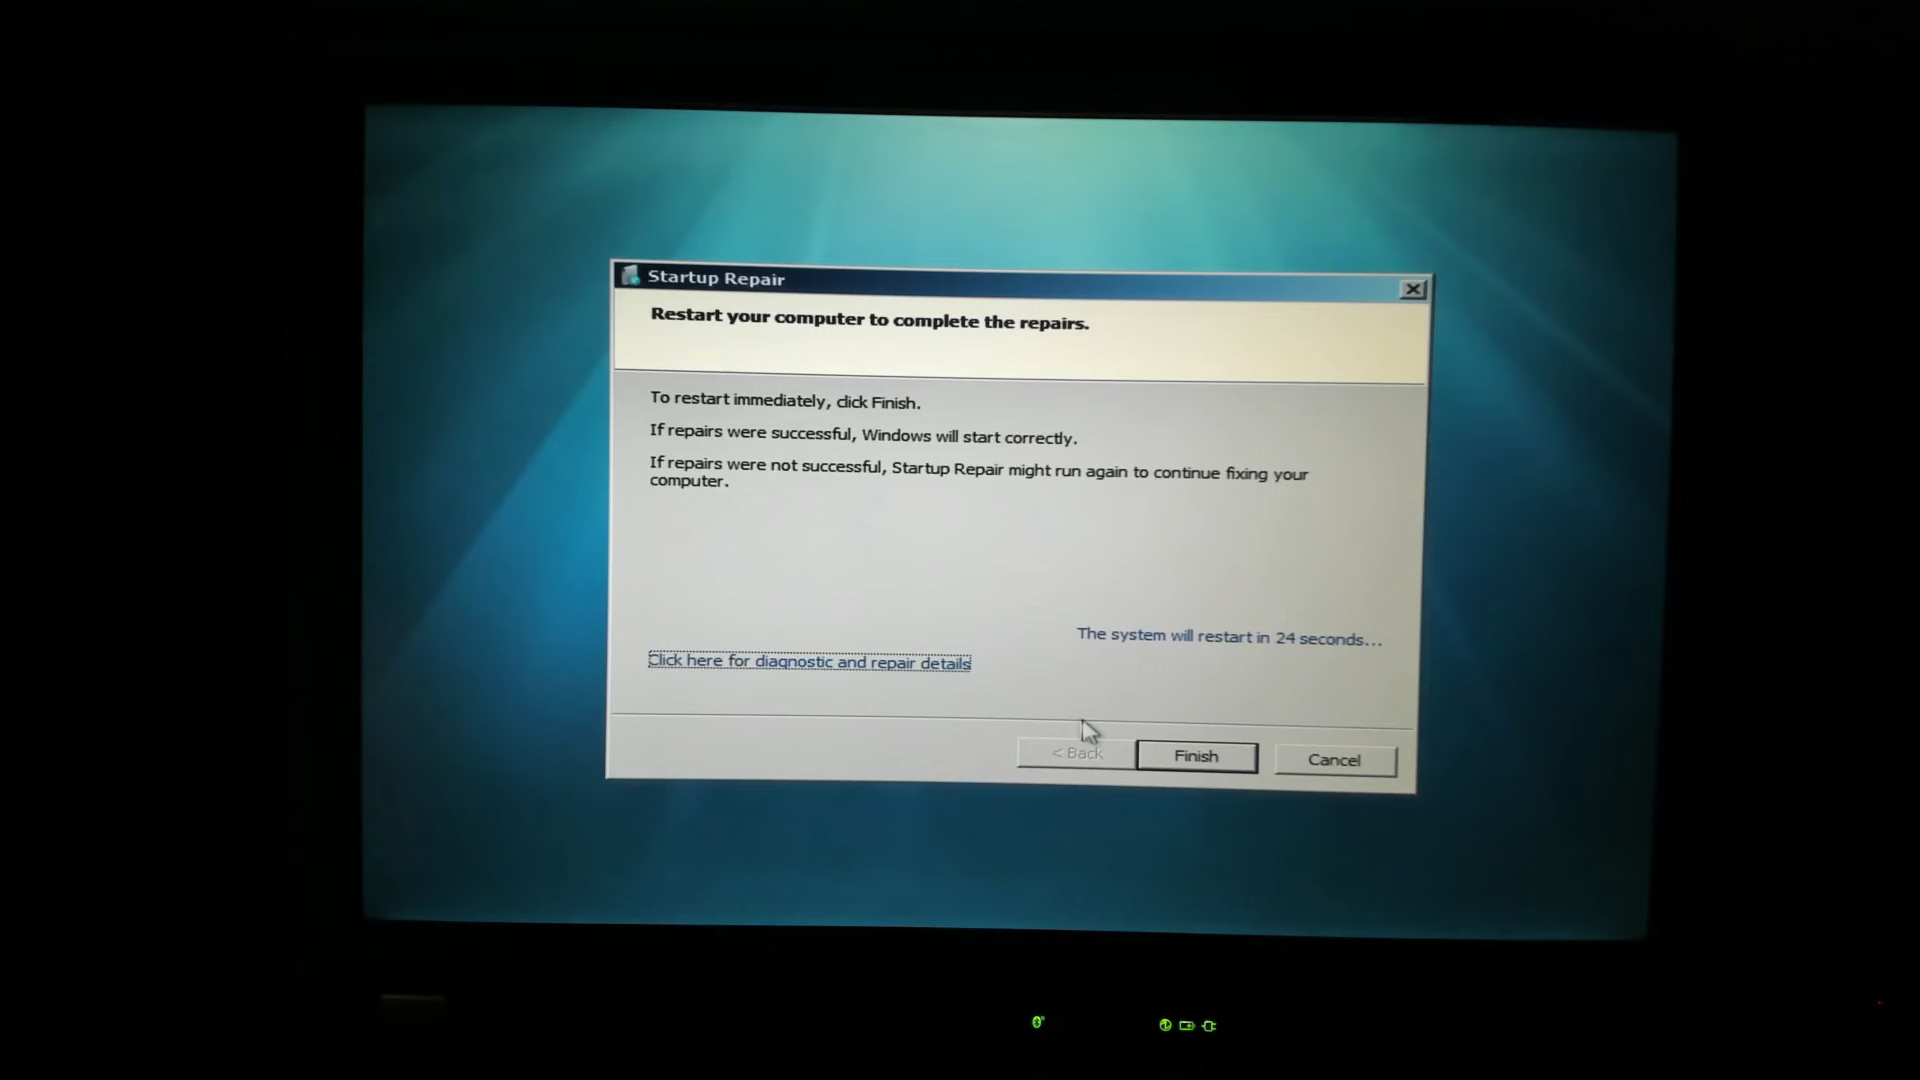 Startup Repair
Restart your computer to complete the repairs.
To restart immediately, click Finish.
If repairs were successful, Windows will start correctly.
If repairs were not successful, Startup Repair might run again to continue fixing your
computer.
The system will restart in 24 seconds...
Click here for diagnostic and repair details
< Back
Finish
Cancel